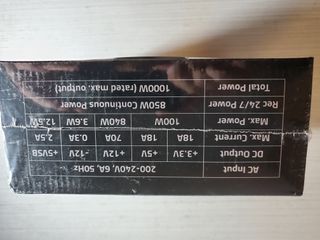 AC Input 200-240V, 6A, 50Hz
DC Output +3.3V +5V +12V -12V +5VSB
Max. Current 18A 18A 70A 0.3A 2.5A
Max. Power 100W 840W 3.6W 12.5W
Rec 24/7 Power 850W Continuous Power
Total Power 1000W (rated max. output)